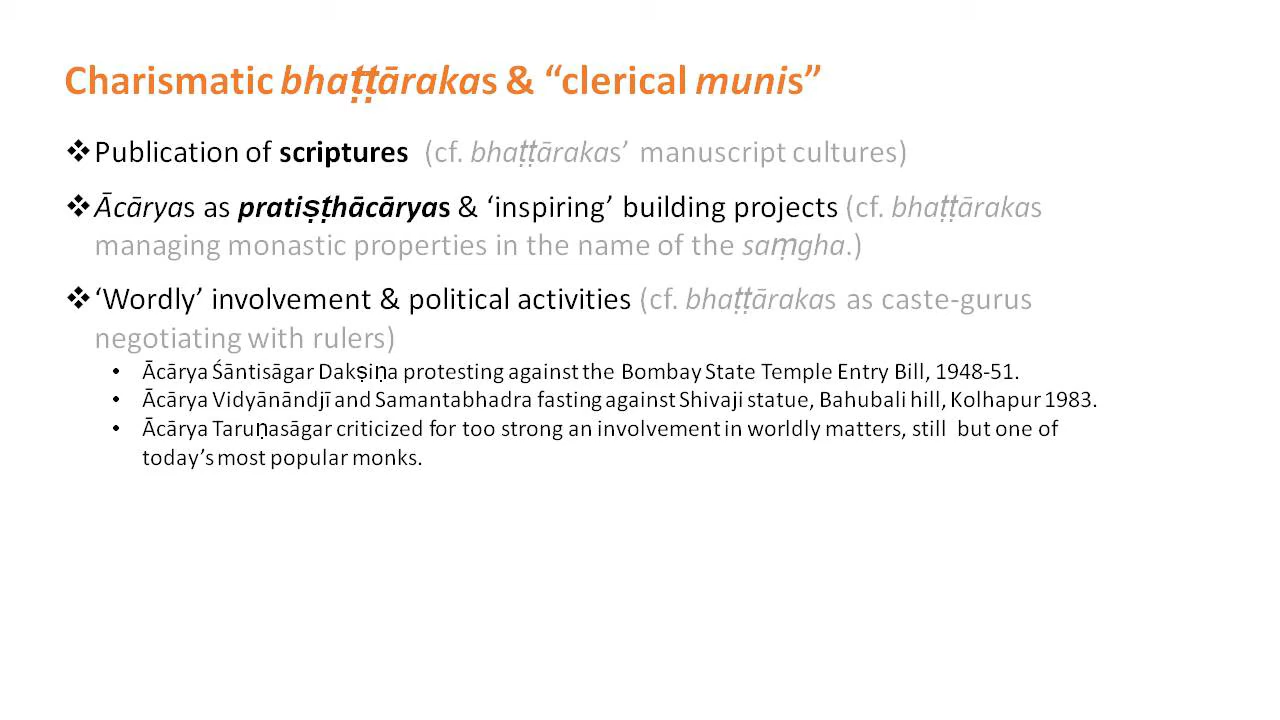 Charismatic bhaṭṭārakas & “clerical munis”
❖Publication of scriptures (cf. bhaṭṭārakas’ manuscript cultures)
❖Ācāryas as pratiṣṭhācāryas & ‘inspiring’ building projects (cf. bhaṭṭārakas
managing monastic properties in the name of the saṃgha.)
❖‘Wordly’ involvement & political activities (cf. bhaṭṭārakas as caste-gurus
negotiating with rulers)
• Ācārya Śāntisāgar Dakṣiṇa protesting against the Bombay State Temple Entry Bill, 1948-51.
• Ācārya Vidyānāndjī and Samantabhadra fasting against Shivaji statue, Bahubali hill, Kolhapur 1983.
• Ācārya Taruṇasāgar criticized for too strong an involvement in worldly matters, still but one of
today’s most popular monks.